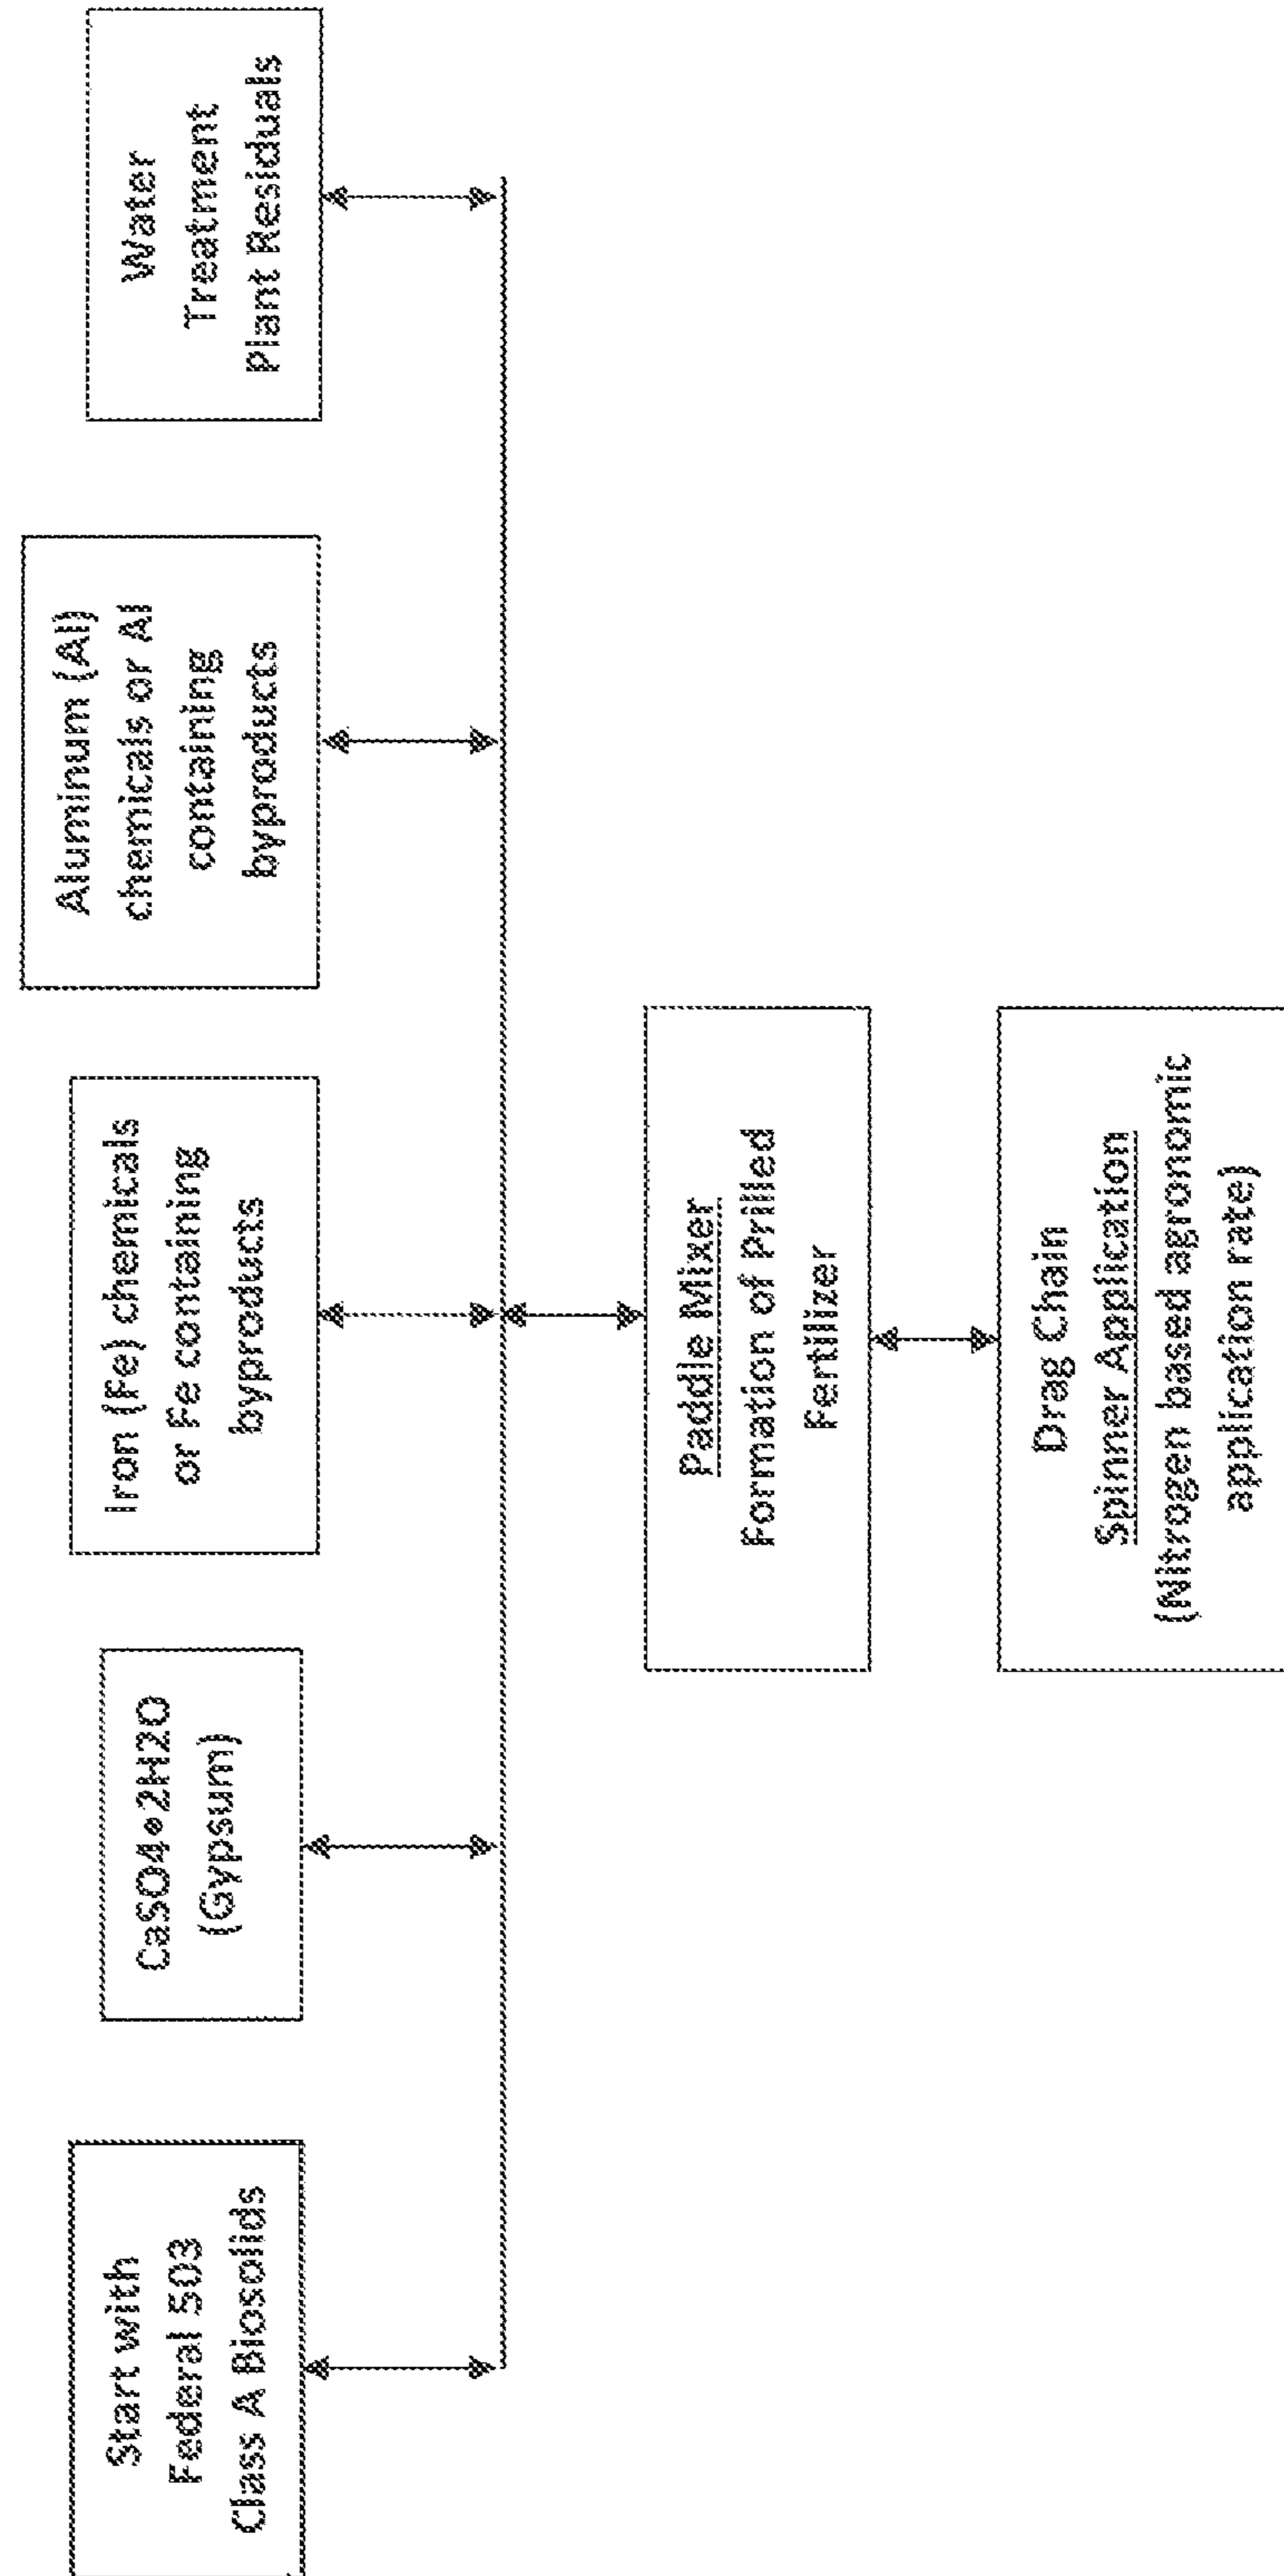 Start with
Federal 503
Class A Biosolids
CaSO4•2H2O
(Gypsum)
Iron (Fe) chemicals
or Fe containing
byproducts
Aluminum (Al)
chemicals or Al
containing
byproducts
Water
Treatment
Plant Residuals
Paddle Mixer
Formation of Prilled
Fertilizer
Drag Chain
Spinner Application
(Nitrogen based agronomic
application rate)